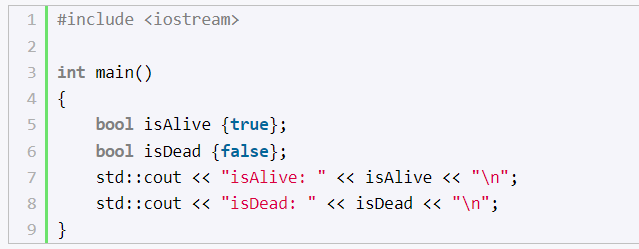 1 #include <iostream>
2
3 int main()
4 {
5     bool isAlive {true};
6     bool isDead {false};
7     std::cout << "isAlive: " << isAlive << "\n";
8     std::cout << "isDead: " << isDead << "\n";
9 }